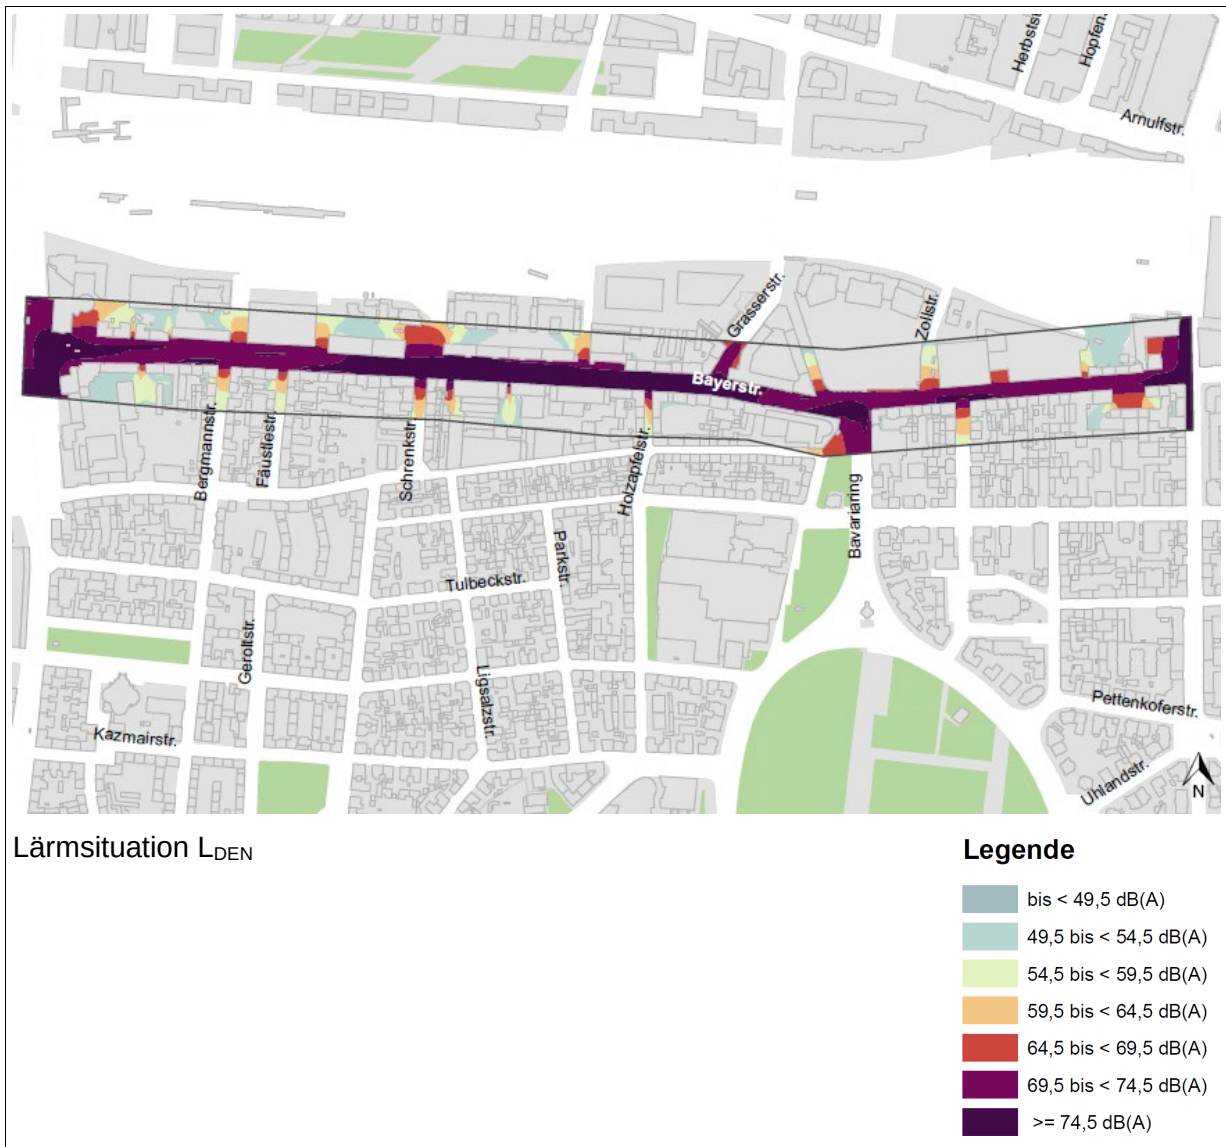 Herbststr.
Hopfen.
Arnulfstr.
Grasserstr.
Zollstr.
Bayerstr.
Bergmannstr.
Fäustlestr.
Schrenkstr.
Holzapfelstr.
Bavariaring
Parkstr.
Tulbeckstr.
Geroltstr.
Ligsalzstr.
Pettenkoferstr.
Kazmairstr.
Uhlandstr.
N
Lärmsituation LDEN
Legende
bis < 49,5 dB(A)
49,5 bis < 54,5 dB(A)
54,5 bis < 59,5 dB(A)
59,5 bis < 64,5 dB(A)
64,5 bis < 69,5 dB(A)
69,5 bis < 74,5 dB(A)
>= 74,5 dB(A)